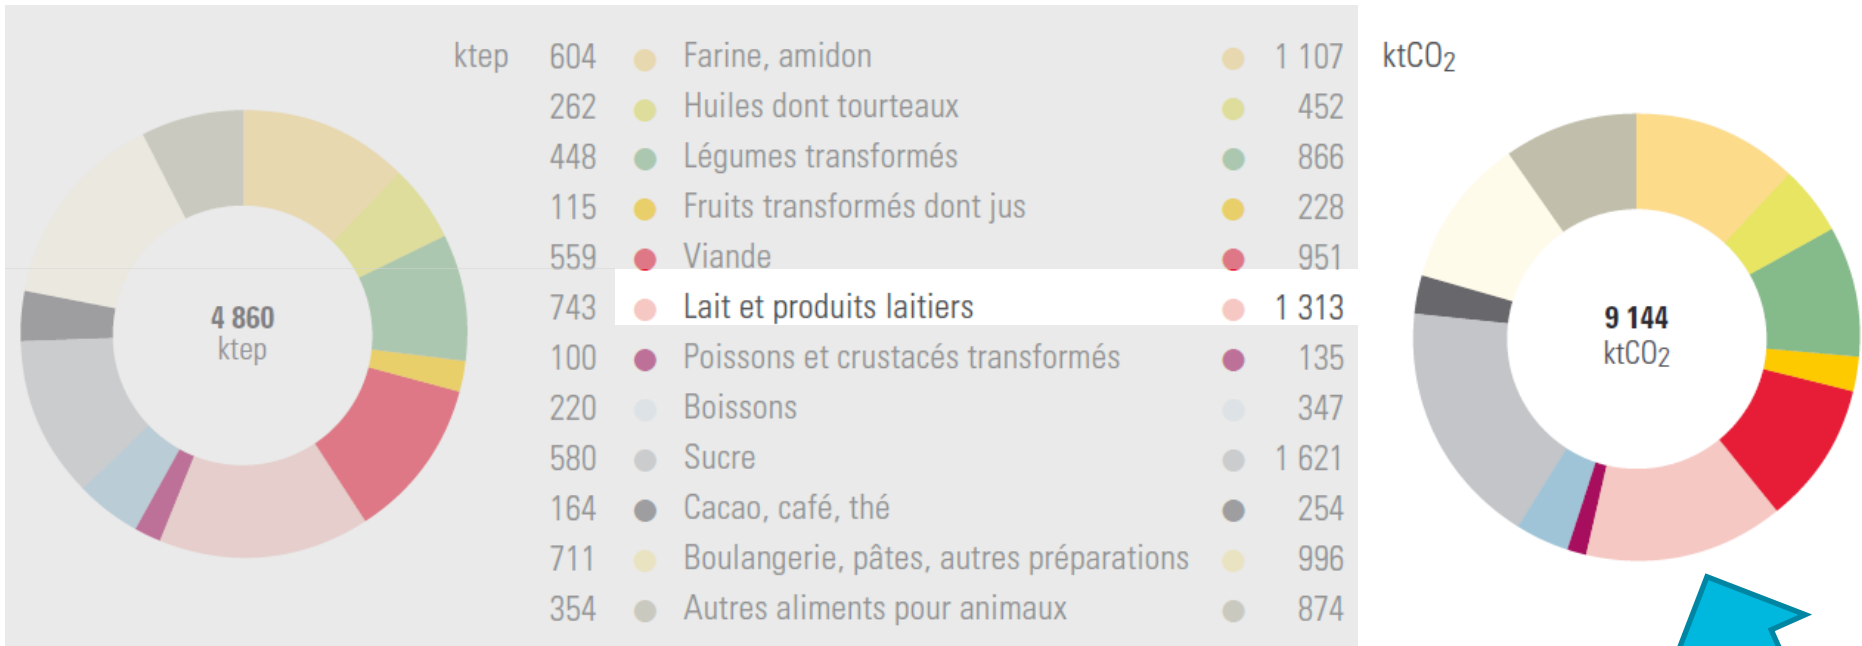 ktep 604 Farine, amidon 1 107 ktCO2
262 Huiles dont tourteaux 452
448 Légumes transformés 866
115 Fruits transformés dont jus 228
559 Viande 951
743 Lait et produits laitiers 1 313
100 Poissons et crustacés transformés 135
220 Boissons 347
580 Sucre 1 621
164 Cacao, café, thé 254
711 Boulangerie, pâtes, autres préparations 996
354 Autres aliments pour animaux 874
4 860
ktep
9 144
ktCO2